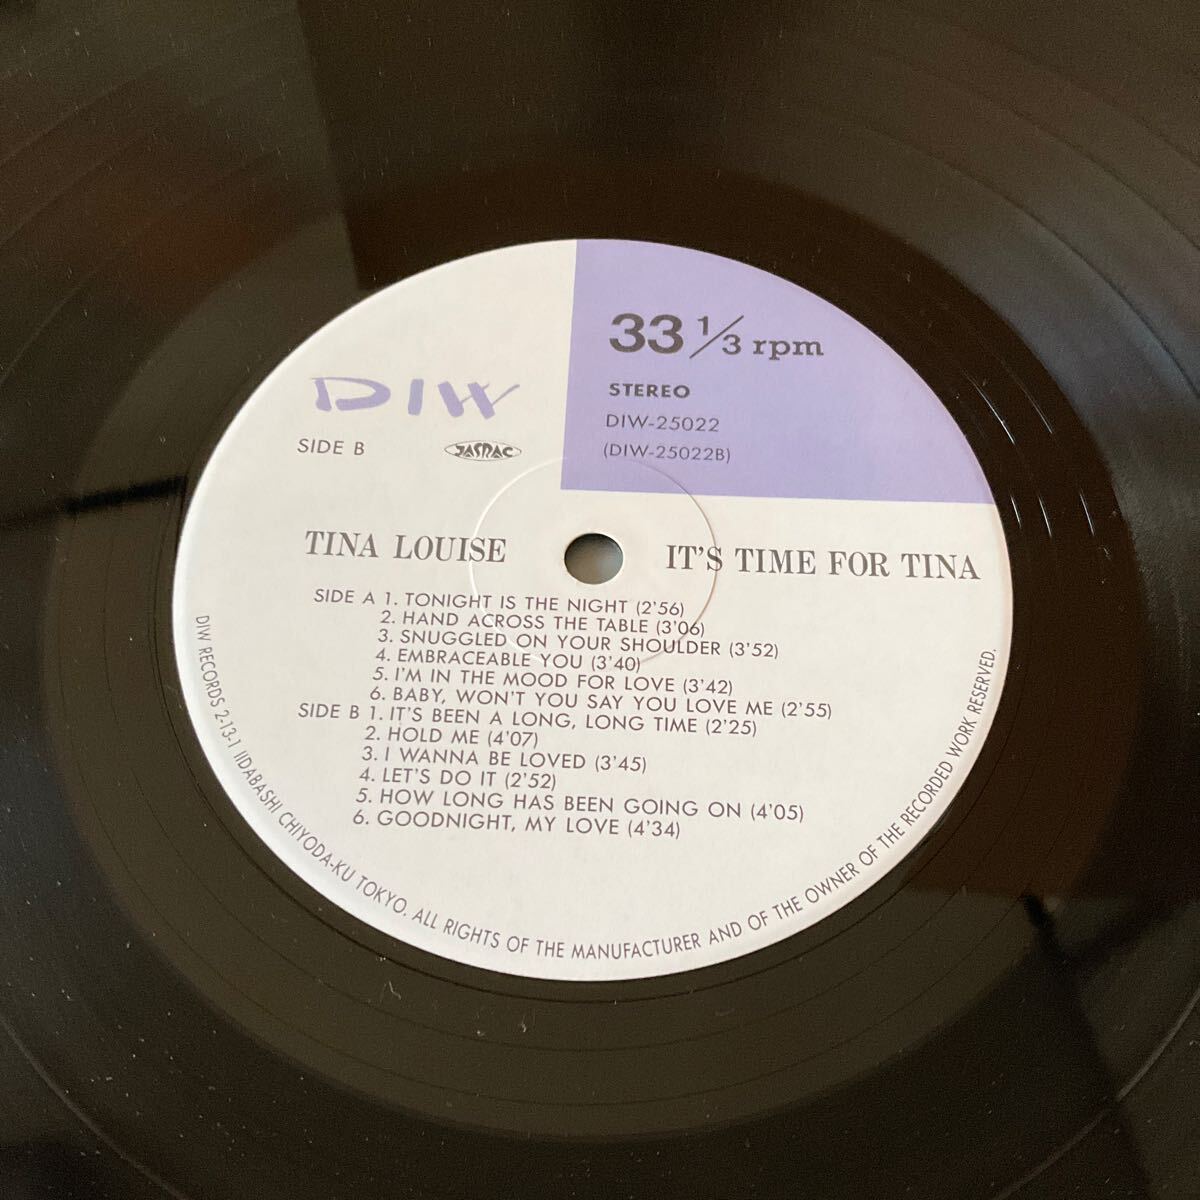 33 1/3 rpm
STEREO
DIW-25022
(DIW-25022B)
DIW
SIDE B JASRAC
TINA LOUISE IT'S TIME FOR TINA
SIDE A 1. TONIGHT IS THE NIGHT (2'56)
2. HAND ACROSS THE TABLE (3'06)
3. SNUGGLED ON YOUR SHOULDER (3'52)
4. EMBRACEABLE YOU (3'40)
5. I'M IN THE MOOD FOR LOVE (3'42)
6. BABY, WON'T YOU SAY YOU LOVE ME (2'55)
SIDE B 1. IT'S BEEN A LONG, LONG TIME (2'25)
2. HOLD ME (4'07)
3. I WANNA BE LOVED (3'45)
4. LET'S DO IT (2'52)
5. HOW LONG HAS BEEN GOING ON (4'05)
6. GOODNIGHT, MY LOVE (4'34)
DIW RECORDS 2-13-1 IIDABASHI CHIYODA-KU TOKYO. ALL RIGHTS OF THE MANUFACTURER AND OF THE OWNER OF THE RECORDED WORK RESERVED.